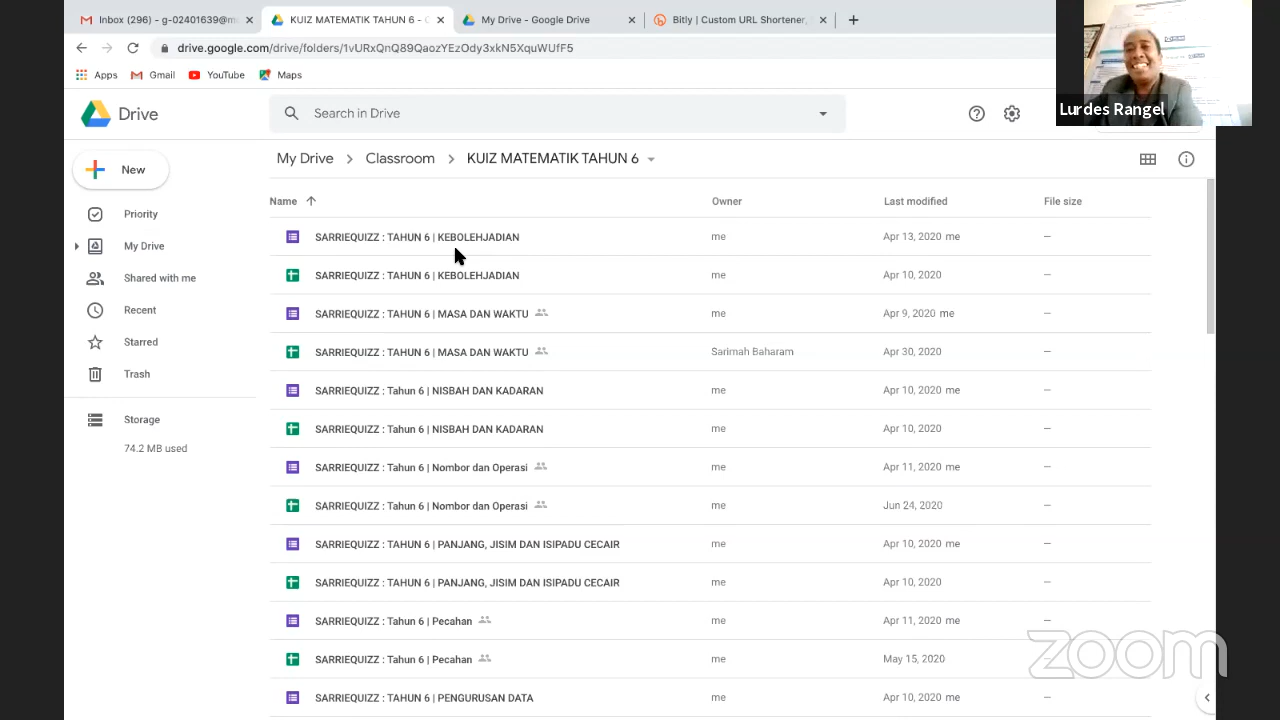 Inbox (296) - g-02401639@m
KUIZ MATEMATIK TAHUN 6 -
My Drive - Google Drive
Bitly | Custom URL Shortener,
Apps
Gmail
YouTube
Maps
Lurdes Rangel
Drive
Search in Drive
My Drive
Classroom
KUIZ MATEMATIK TAHUN 6
New
Priority
My Drive
Shared with me
Recent
Starred
Trash
Storage
74.2 MB used
Name Owner Last modified File size
SARRIEQUIZZ : TAHUN 6 | KEBOLEHJADIAN me Apr 13, 2020 me –
SARRIEQUIZZ : TAHUN 6 | KEBOLEHJADIAN me Apr 10, 2020 –
SARRIEQUIZZ : TAHUN 6 | MASA DAN WAKTU me Apr 9, 2020 me –
SARRIEQUIZZ : TAHUN 6 | MASA DAN WAKTU Sarimah Baharam Apr 30, 2020 –
SARRIEQUIZZ : Tahun 6 | NISBAH DAN KADARAN me Apr 10, 2020 me –
SARRIEQUIZZ : Tahun 6 | NISBAH DAN KADARAN me Apr 10, 2020 –
SARRIEQUIZZ : Tahun 6 | Nombor dan Operasi me Apr 11, 2020 me –
SARRIEQUIZZ : Tahun 6 | Nombor dan Operasi me Jun 24, 2020 –
SARRIEQUIZZ : TAHUN 6 | PANJANG, JISIM DAN ISIPADU CECAIR me Apr 10, 2020 me –
SARRIEQUIZZ : TAHUN 6 | PANJANG, JISIM DAN ISIPADU CECAIR me Apr 10, 2020 –
SARRIEQUIZZ : Tahun 6 | Pecahan me Apr 11, 2020 me –
SARRIEQUIZZ : Tahun 6 | Pecahan me May 15, 2020 –
SARRIEQUIZZ : TAHUN 6 | PENGURUSAN DATA me Apr 10, 2020 me –
zoom